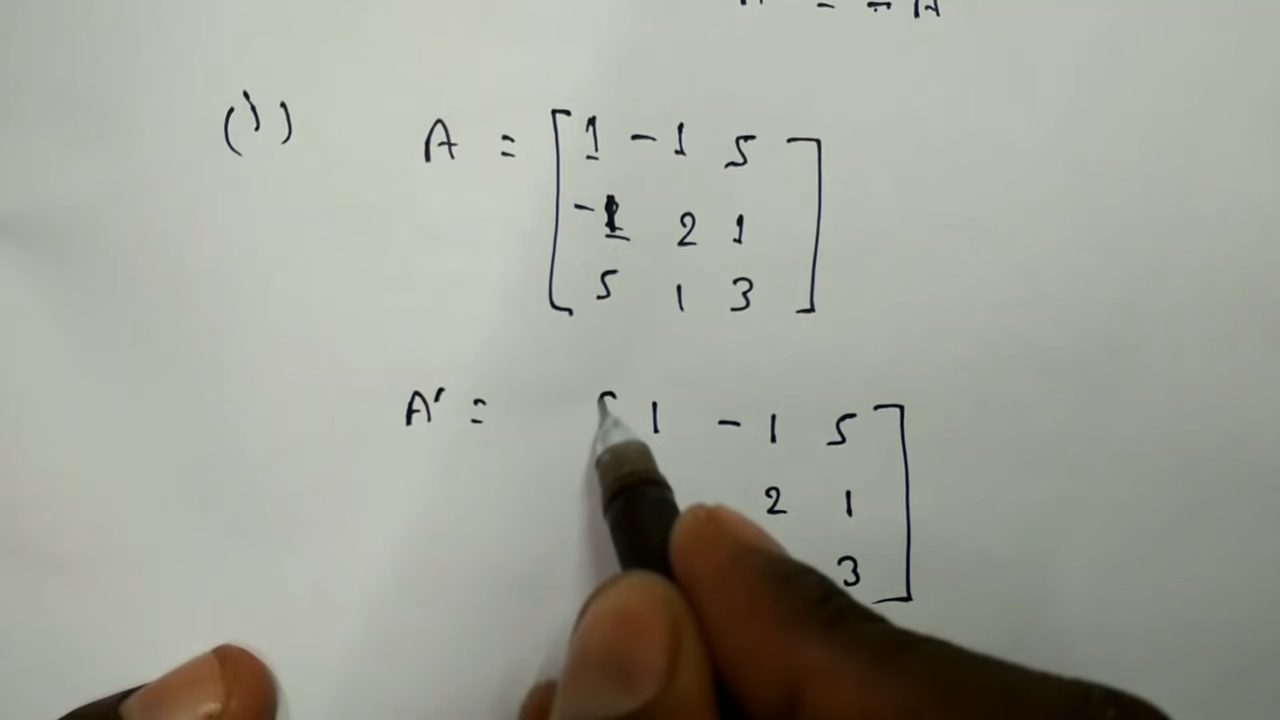 (i) A = [ 1 -1 5 ]
-1 2 1
5 1 3
A' = [ 1 -1 5 ]
2 1
3